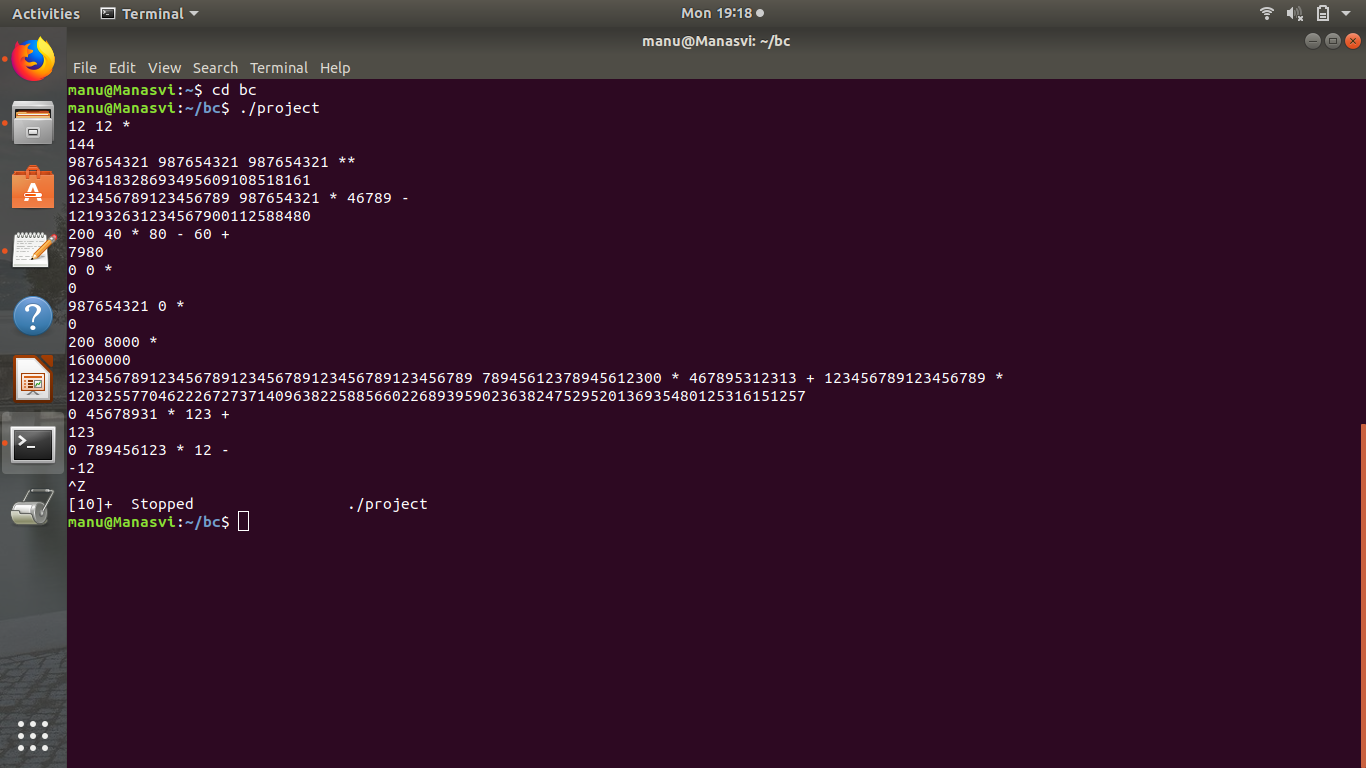 Activities Terminal Mon 19:18
manu@Manasvi: ~/bc
File Edit View Search Terminal Help
manu@Manasvi:~$ cd bc
manu@Manasvi:~/bc$ ./project
12 12 *
144
987654321 987654321 987654321 **
963418328693495609108518161
123456789123456789 987654321 * 46789 -
121932631234567900112588480
200 40 * 80 - 60 +
7980
0 0 *
0
987654321 0 *
0
200 8000 *
1600000
123456789123456789123456789123456789123456789 78945612378945612300 * 467895312313 + 123456789123456789 *
1203255770462226727371409638225885660226893959023638247529520136935480125316151257
0 45678931 * 123 +
123
0 789456123 * 12 -
-12
^Z
[10]+ Stopped ./project
manu@Manasvi:~/bc$